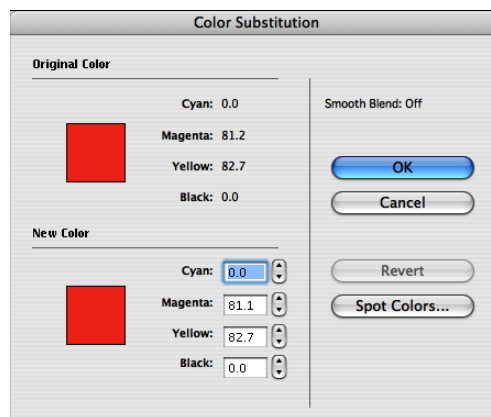 Color Substitution
Original Color
Cyan: 0.0
Magenta: 81.2
Yellow: 82.7
Black: 0.0
Smooth Blend: Off
OK
Cancel
New Color
Cyan: 0.0
Magenta: 81.1
Yellow: 82.7
Black: 0.0
Revert
Spot Colors...